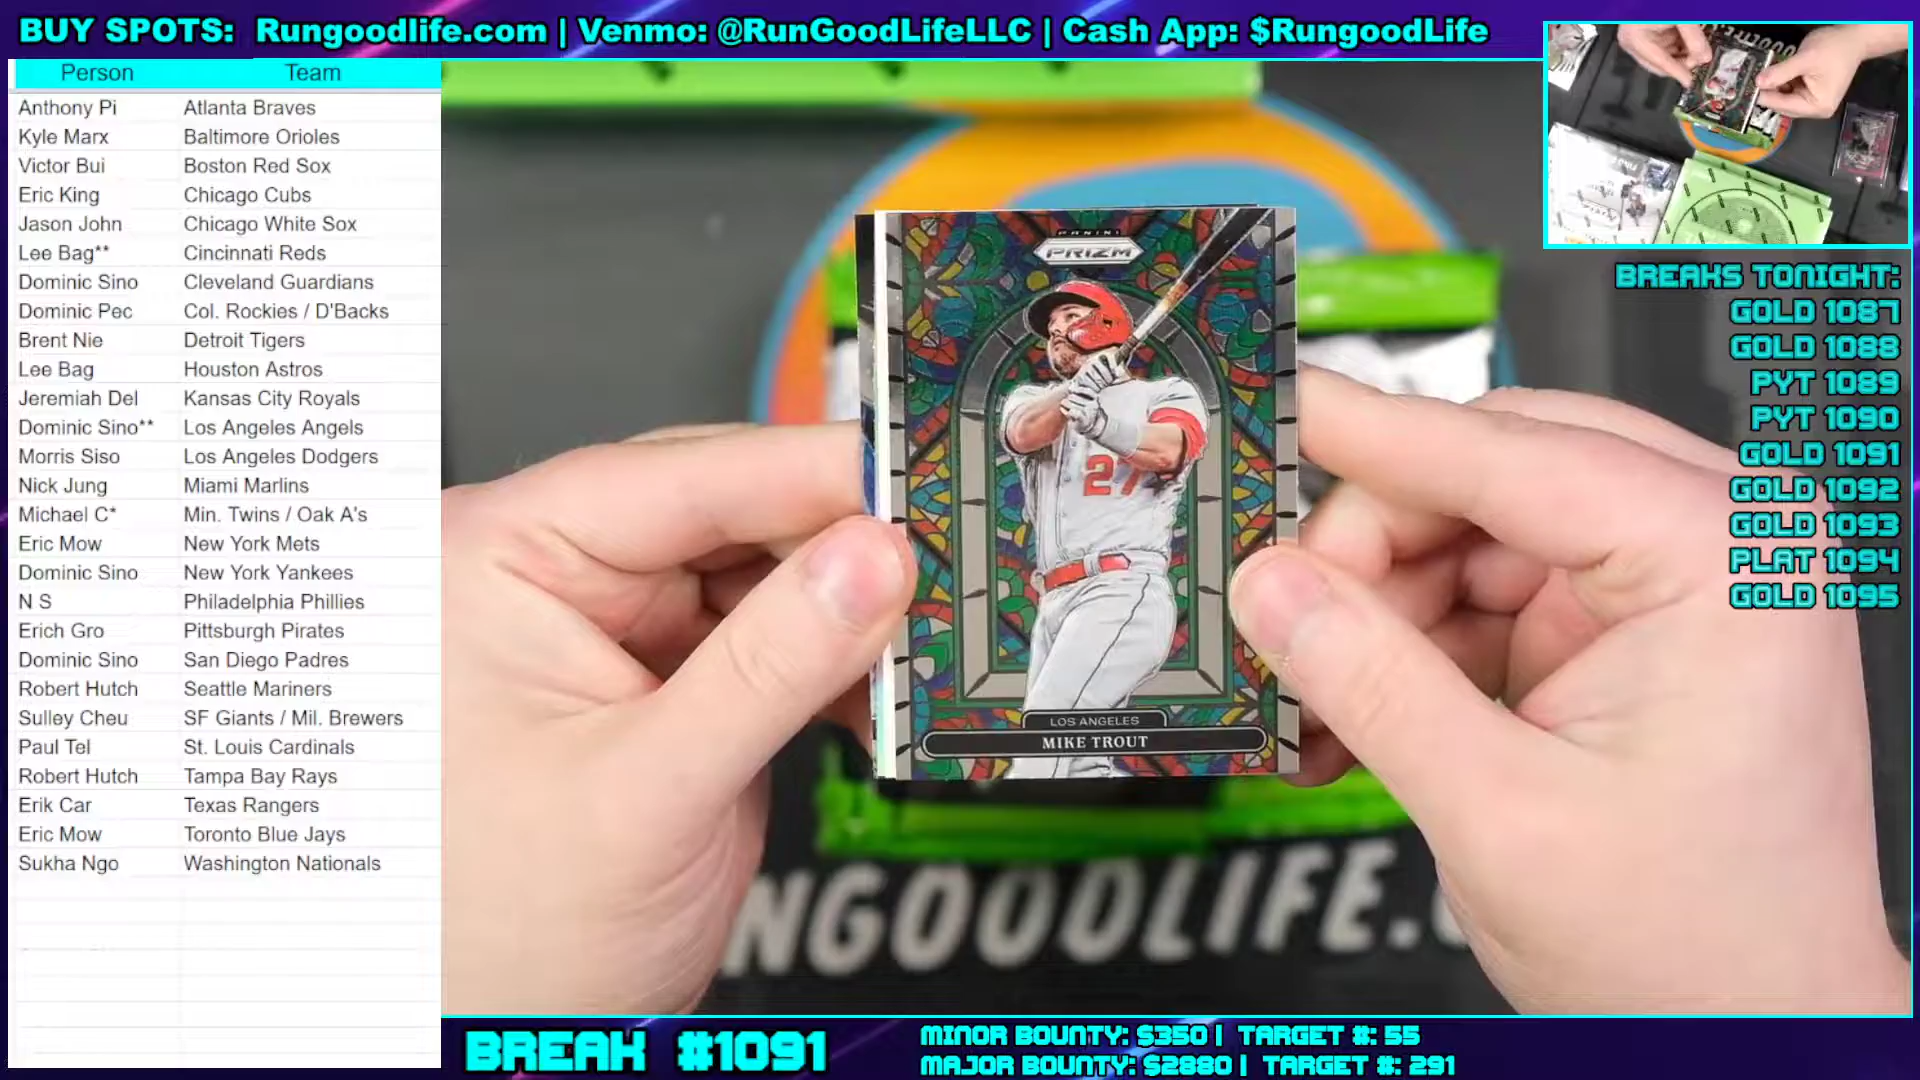 BUY SPOTS: Rungoodlife.com | Venmo: @RunGoodLifeLLC | Cash App: $RungoodLife
Person Team
Anthony Pi Atlanta Braves
Kyle Marx Baltimore Orioles
Victor Bui Boston Red Sox
Eric King Chicago Cubs
Jason John Chicago White Sox
Lee Bag** Cincinnati Reds
Dominic Sino Cleveland Guardians
Dominic Pec Col. Rockies / D'Backs
Brent Nie Detroit Tigers
Lee Bag Houston Astros
Jeremiah Del Kansas City Royals
Dominic Sino** Los Angeles Angels
Morris Siso Los Angeles Dodgers
Nick Jung Miami Marlins
Michael C* Min. Twins / Oak A's
Eric Mow New York Mets
Dominic Sino New York Yankees
N S Philadelphia Phillies
Erich Gro Pittsburgh Pirates
Dominic Sino San Diego Padres
Robert Hutch Seattle Mariners
Sulley Cheu SF Giants / Mil. Brewers
Paul Tel St. Louis Cardinals
Robert Hutch Tampa Bay Rays
Erik Car Texas Rangers
Eric Mow Toronto Blue Jays
Sukha Ngo Washington Nationals
PANINI
PRIZM
27
LOS ANGELES
MIKE TROUT
NGOODLIFE.
BREAKS TONIGHT:
GOLD 1087
GOLD 1088
PYT 1089
PYT 1090
GOLD 1091
GOLD 1092
GOLD 1093
PLAT 1094
GOLD 1095
BREAK #1091
MINOR BOUNTY: $350 | TARGET #: 55
MAJOR BOUNTY: $2880 | TARGET #: 291